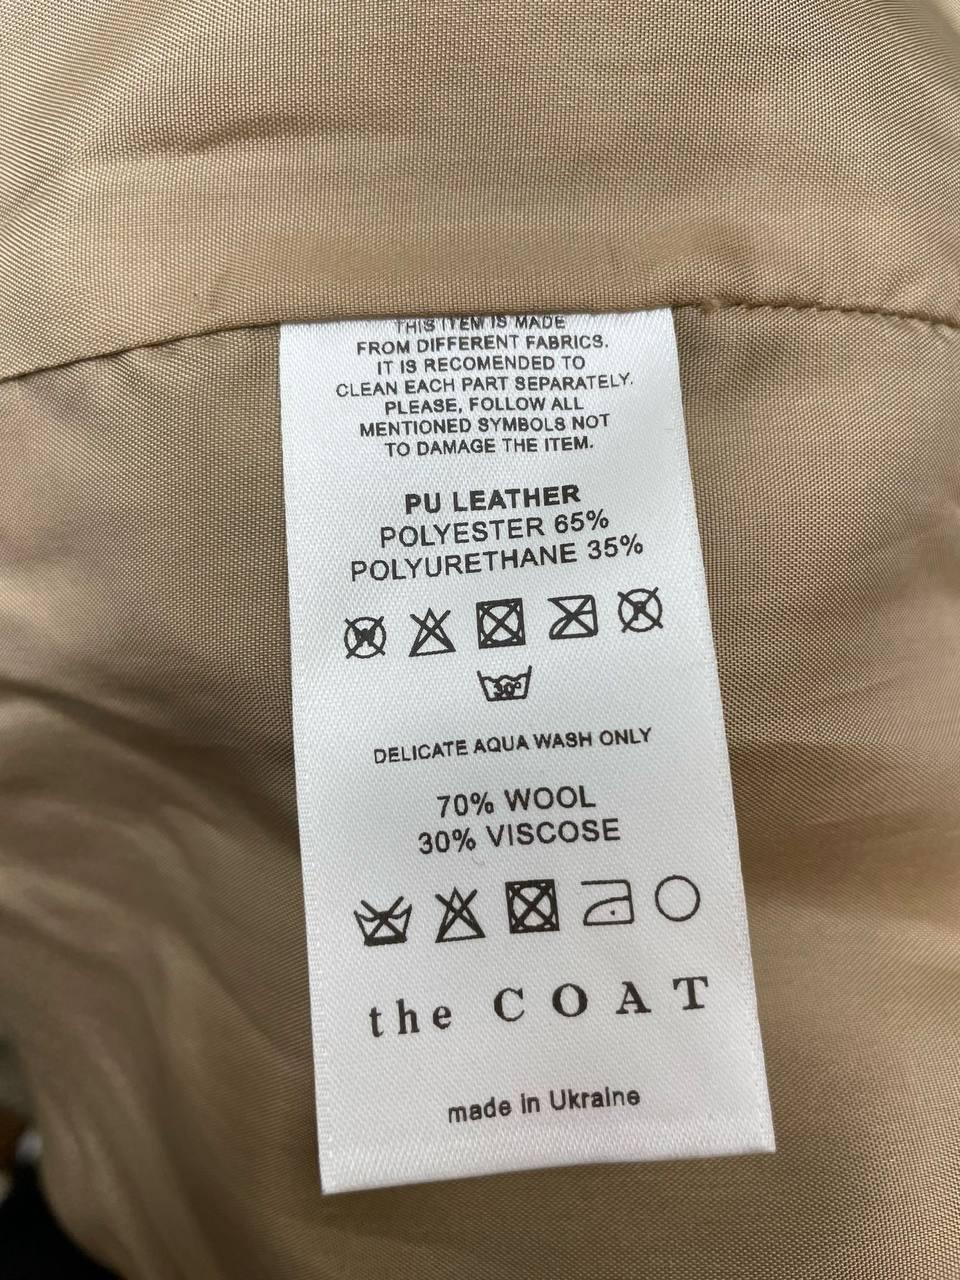 THIS ITEM IS MADE
FROM DIFFERENT FABRICS.
IT IS RECOMENDED TO
CLEAN EACH PART SEPARATELY.
PLEASE, FOLLOW ALL
MENTIONED SYMBOLS NOT
TO DAMAGE THE ITEM.
PU LEATHER
POLYESTER 65%
POLYURETHANE 35%
W P
30°
DELICATE AQUA WASH ONLY
70% WOOL
30% VISCOSE
the COAT
made in Ukraine